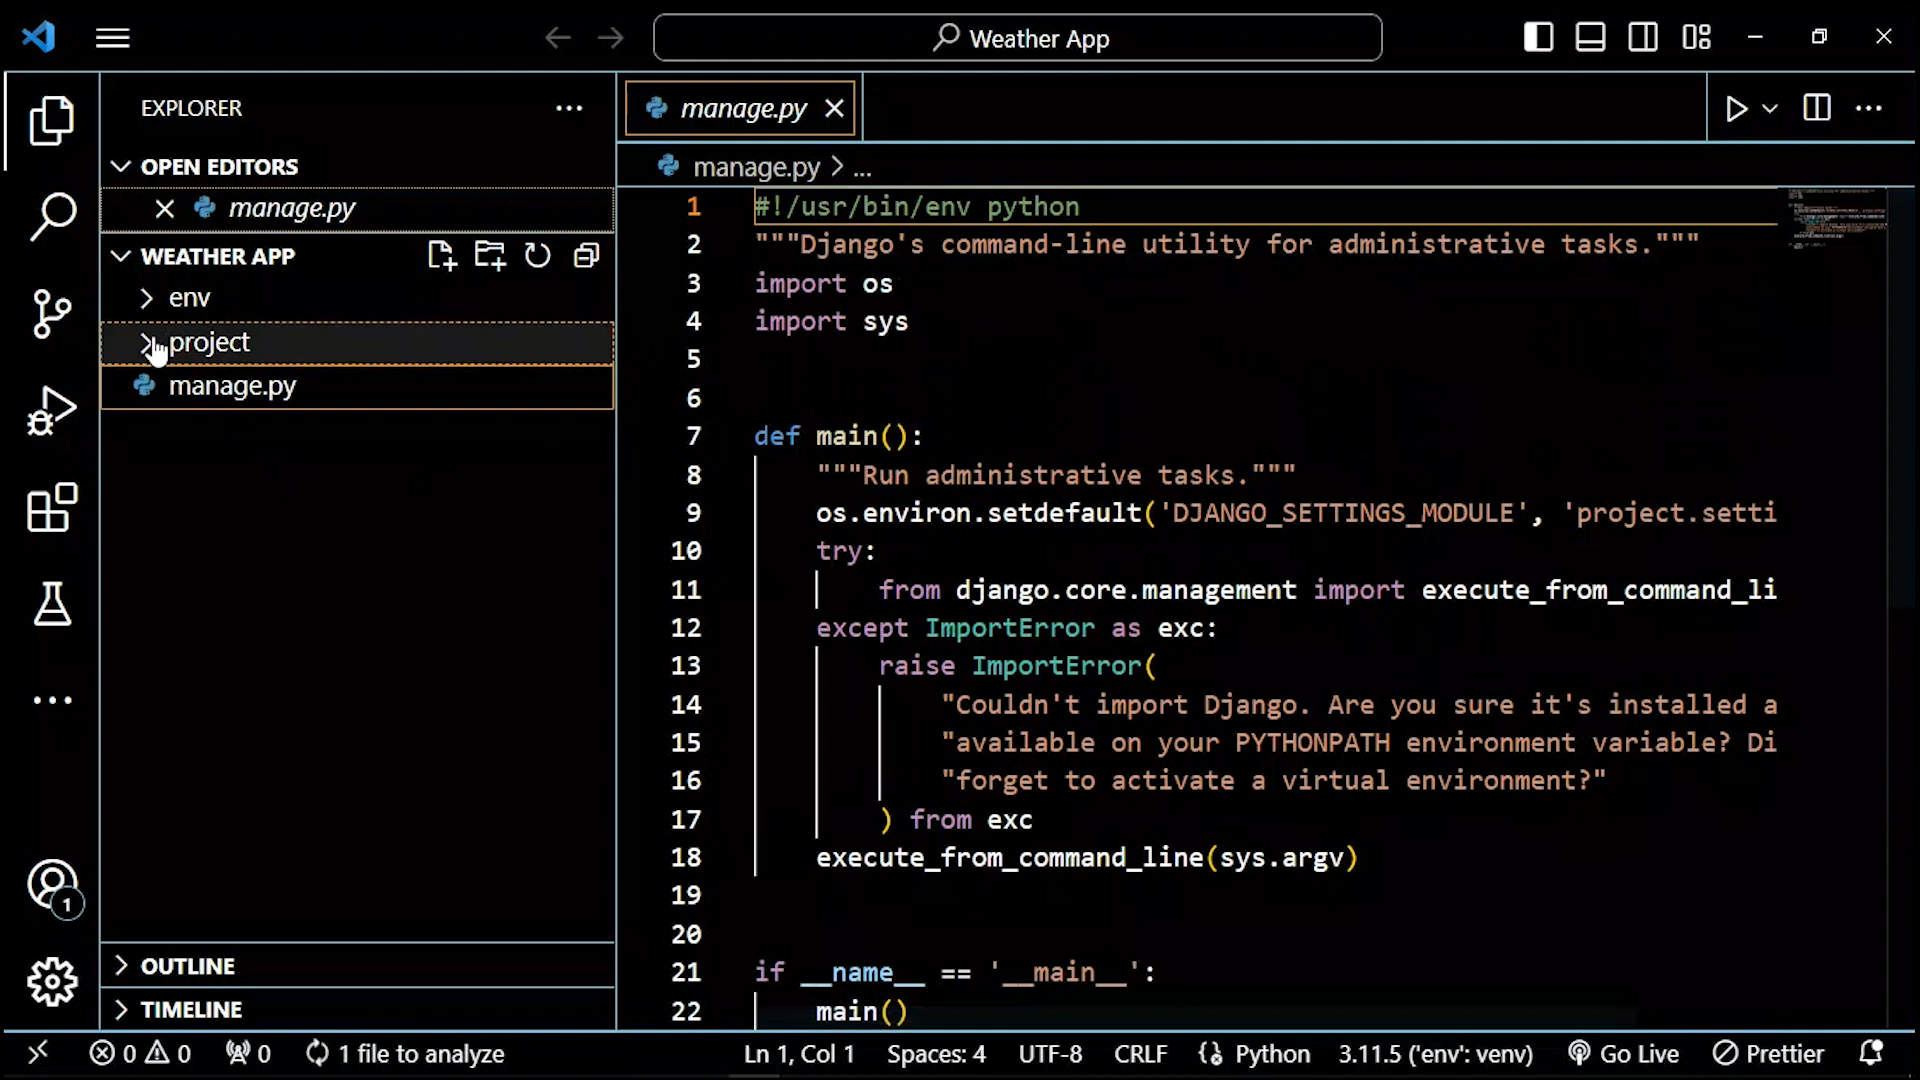 Weather App
EXPLORER
OPEN EDITORS
manage.py
WEATHER APP
env
project
manage.py
OUTLINE
TIMELINE
1
manage.py
manage.py > ...
1 #!/usr/bin/env python
2 """Django's command-line utility for administrative tasks."""
3 import os
4 import sys
5
6
7 def main():
8 """Run administrative tasks."""
9 os.environ.setdefault('DJANGO_SETTINGS_MODULE', 'project.setti
10 try:
11 from django.core.management import execute_from_command_li
12 except ImportError as exc:
13 raise ImportError(
14 "Couldn't import Django. Are you sure it's installed a
15 "available on your PYTHONPATH environment variable? Di
16 "forget to activate a virtual environment?"
17 ) from exc
18 execute_from_command_line(sys.argv)
19
20
21 if __name__ == '__main__':
22 main()
0 0 0 1 file to analyze Ln 1, Col 1 Spaces: 4 UTF-8 CRLF Python 3.11.5 ('env': venv) Go Live Prettier